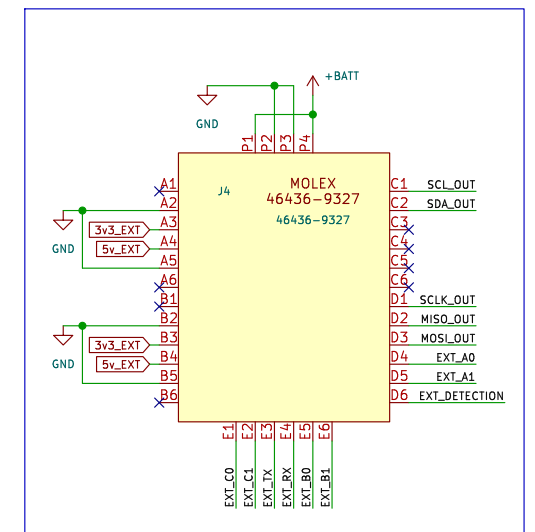 +BATT
GND
P1
P2
P3
P4
J4
MOLEX
46436-9327
46436-9327
A1
A2
3v3_EXT
A3
5v_EXT
A4
GND
A5
A6
B1
B2
3v3_EXT
B3
5v_EXT
B4
GND
B5
B6
C1
SCL_OUT
C2
SDA_OUT
C3
C4
C5
C6
D1
SCLK_OUT
D2
MISO_OUT
D3
MOSI_OUT
D4
EXT_A0
D5
EXT_A1
D6
EXT_DETECTION
E1
E2
E3
E4
E5
E6
EXT_C0
EXT_C1
EXT_TX
EXT_RX
EXT_B0
EXT_B1